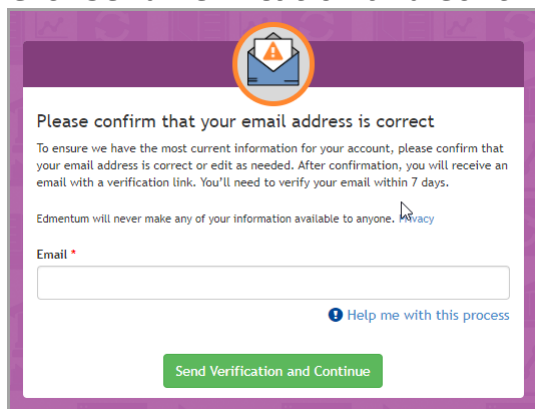 Please confirm that your email address is correct
To ensure we have the most current information for your account, please confirm that
your email address is correct or edit as needed. After confirmation, you will receive an
email with a verification link. You'll need to verify your email within 7 days.
Edmentum will never make any of your information available to anyone. Privacy
Email *
Help me with this process
Send Verification and Continue